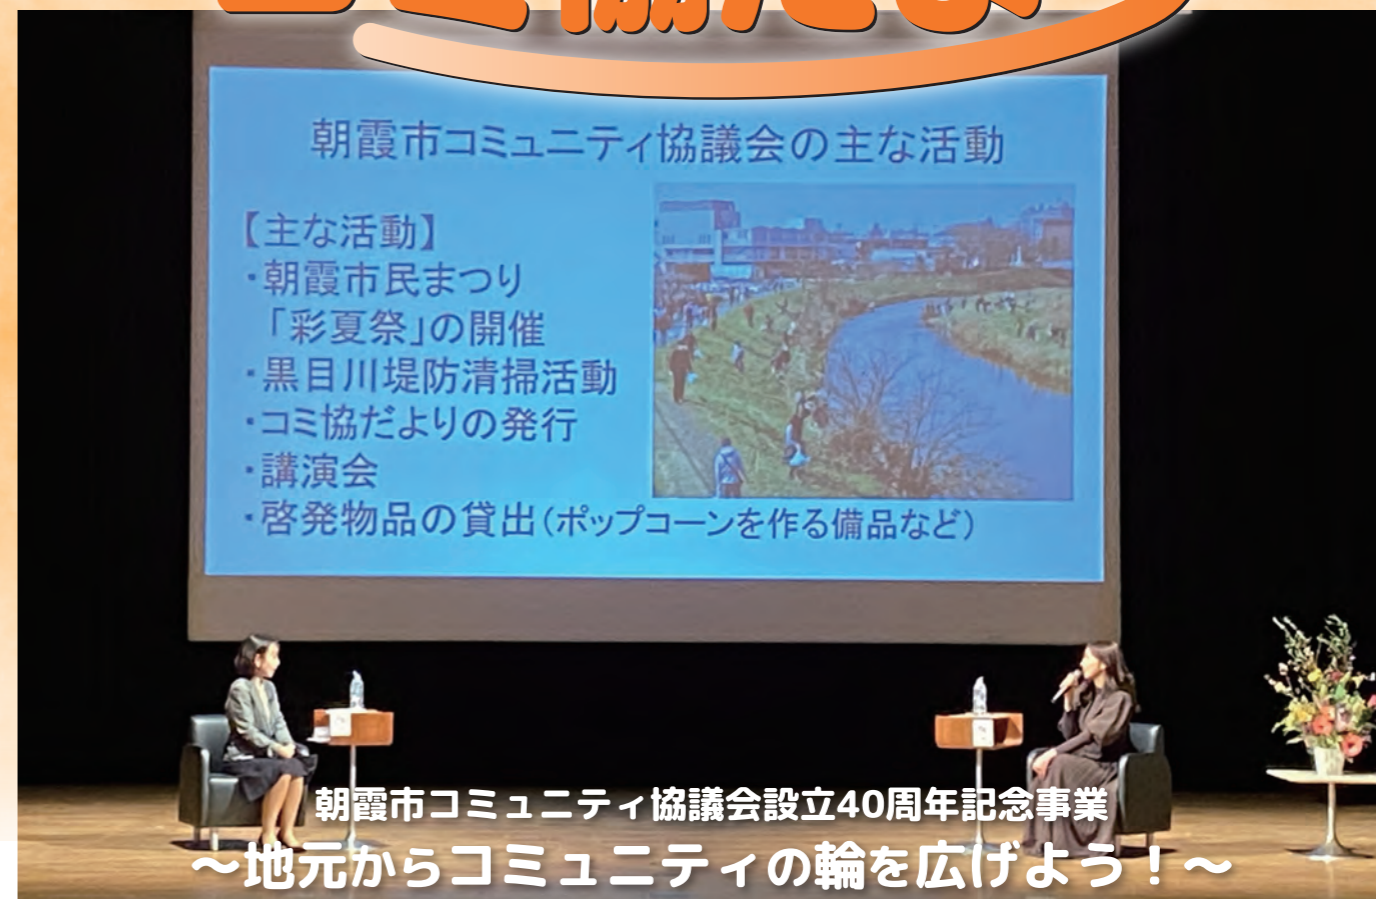 コミ協だより
朝霞市コミュニティ協議会の主な活動
【主な活動】
・朝霞市民まつり
「彩夏祭」の開催
・黒目川堤防清掃活動
・コミ協だよりの発行
・講演会
・啓発物品の貸出(ポップコーンを作る備品など)
朝霞市コミュニティ協議会設立40周年記念事業
～地元からコミュニティの輪を広げよう！～